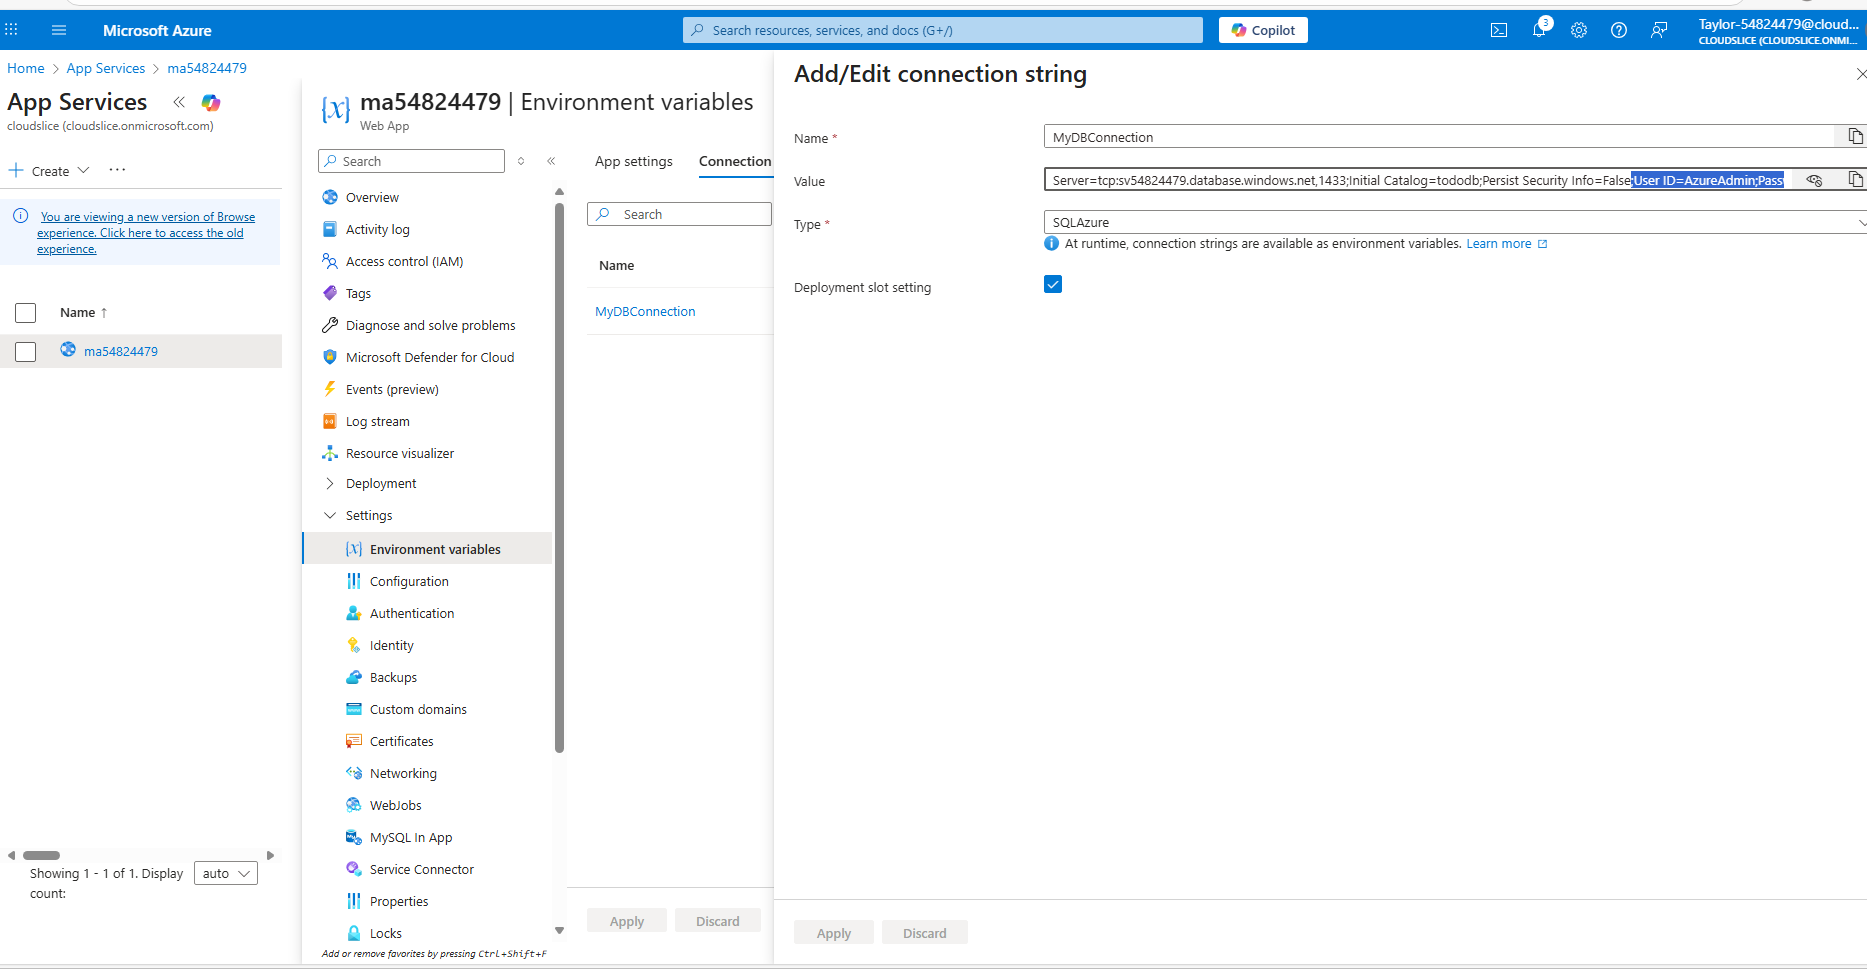 Microsoft Azure
Search resources, services, and docs (G+/)
Copilot
3
Taylor-54824479@cloud...
CLOUDSLICE (CLOUDSLICE.ONMI...
Home > App Services > ma54824479
App Services
cloudslice (cloudslice.onmicrosoft.com)
+ Create ...
You are viewing a new version of Browse
experience. Click here to access the old
experience.
Name ↑
ma54824479
Showing 1 - 1 of 1. Display
count:
auto
ma54824479 | Environment variables
Web App
Search
Overview
Activity log
Access control (IAM)
Tags
Diagnose and solve problems
Microsoft Defender for Cloud
Events (preview)
Log stream
Resource visualizer
Deployment
Settings
Environment variables
Configuration
Authentication
Identity
Backups
Custom domains
Certificates
Networking
WebJobs
MySQL In App
Service Connector
Properties
Locks
Add or remove favorites by pressing Ctrl+Shift+F
App settings
Connection
Search
Name
MyDBConnection
Apply
Discard
Add/Edit connection string
Name *
MyDBConnection
Value
Server=tcp:sv54824479.database.windows.net,1433;Initial Catalog=tododb;Persist Security Info=False;User ID=AzureAdmin;Pass
Type *
SQLAzure
At runtime, connection strings are available as environment variables. Learn more
Deployment slot setting
Apply
Discard